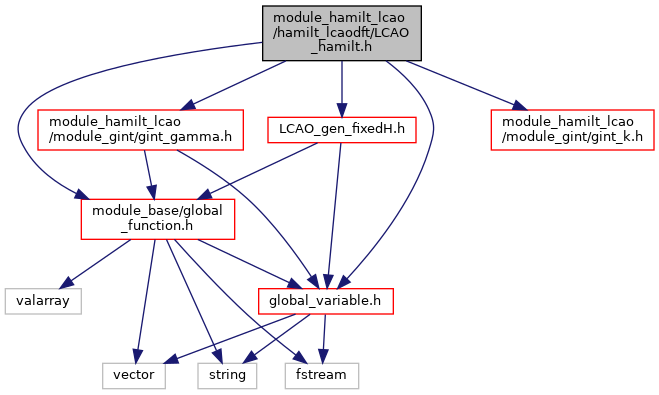 module_hamilt_lcao
/hamilt_lcaodft/LCAO
_hamilt.h
module_hamilt_lcao
/module_gint/gint_gamma.h
LCAO_gen_fixedH.h
module_hamilt_lcao
/module_gint/gint_k.h
module_base/global
_function.h
valarray
global_variable.h
vector
string
fstream